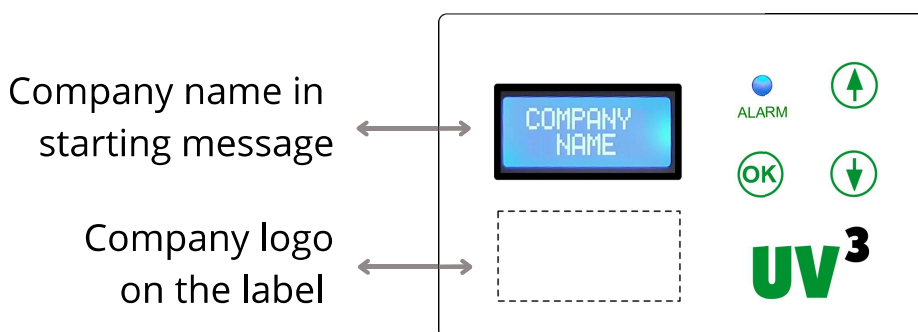 Company name in
starting message
COMPANY
NAME
ALARM
OK
Company logo
on the label
UV³